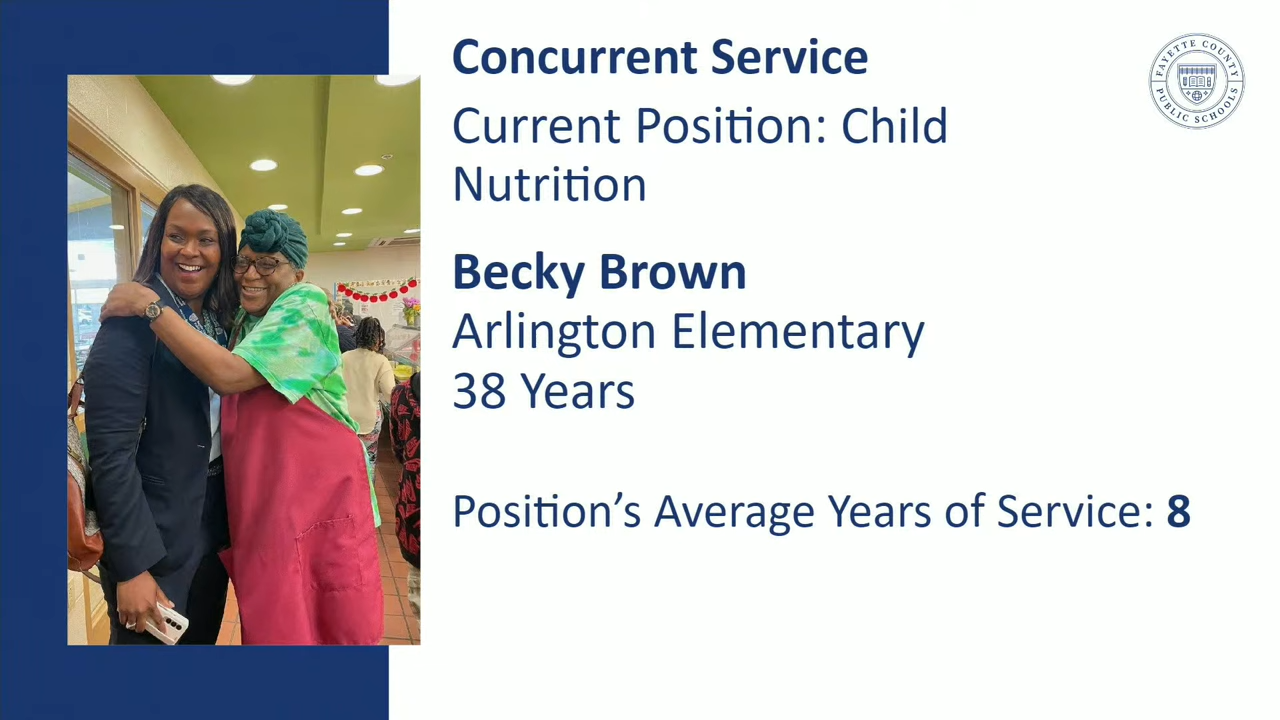 Concurrent Service
Current Position: Child
Nutrition
Becky Brown
Arlington Elementary
38 Years
Position’s Average Years of Service: 8
FAYETTE COUNTY
PUBLIC SCHOOLS